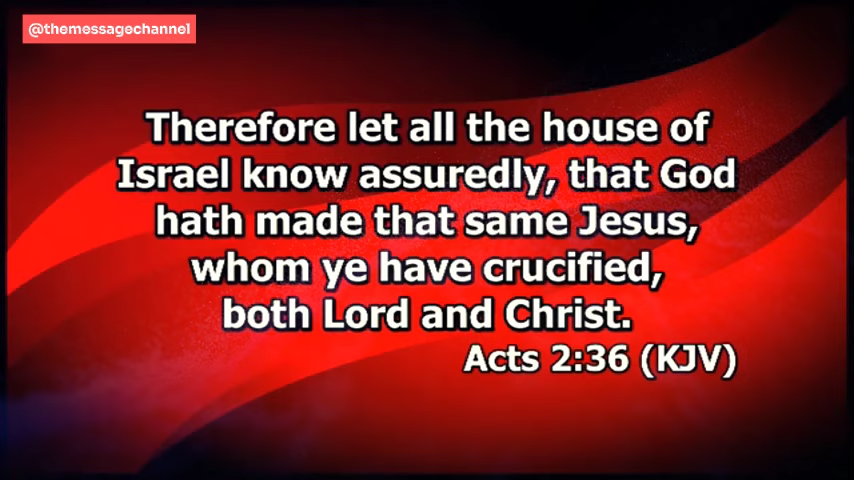 @themessagechannel
Therefore let all the house of
Israel know assuredly, that God
hath made that same Jesus,
whom ye have crucified,
both Lord and Christ.
Acts 2:36 (KJV)